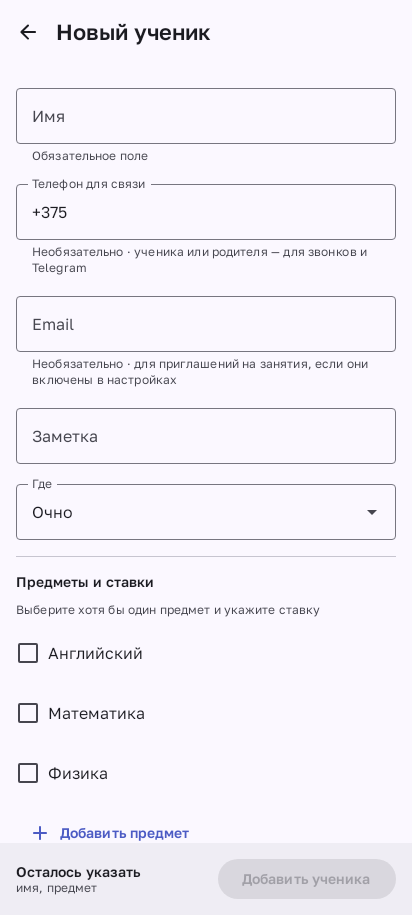 Новый ученик
Имя
Обязательное поле
Телефон для связи
+375
Необязательно · ученика или родителя — для звонков и
Telegram
Email
Необязательно · для приглашений на занятия, если они
включены в настройках
Заметка
Где
Очно
Предметы и ставки
Выберите хотя бы один предмет и укажите ставку
Английский
Математика
Физика
Добавить предмет
Осталось указать
имя, предмет
Добавить ученика